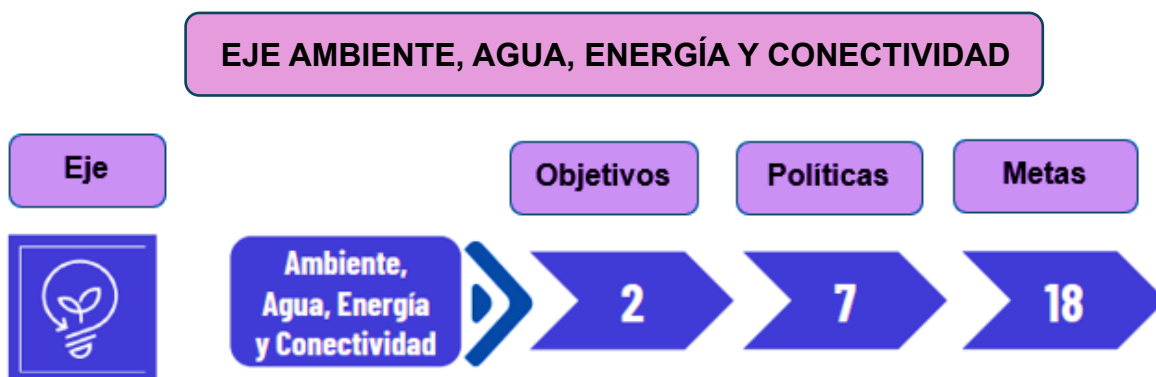 EJE AMBIENTE, AGUA, ENERGÍA Y CONECTIVIDAD
Eje
Objetivos
Políticas
Metas
Ambiente,
Agua, Energía
y Conectividad
2
7
18